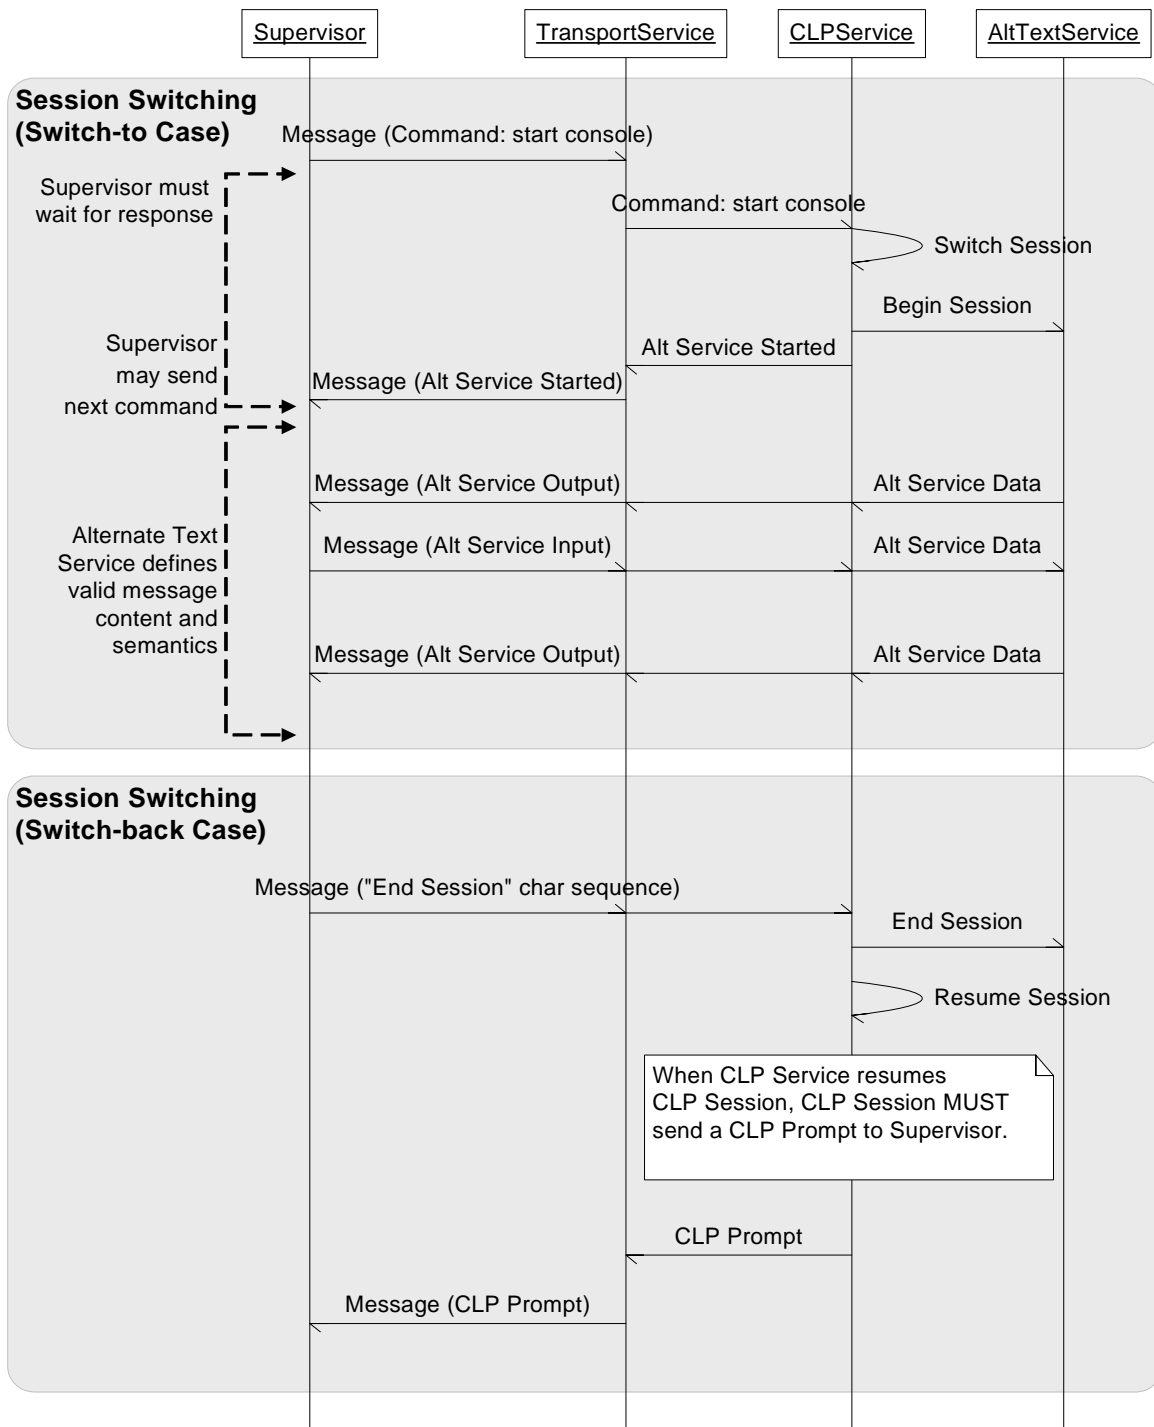 Supervisor
TransportService
CLPService
AltTextService
Session Switching
(Switch-to Case)
Message (Command: start console)
Supervisor must
wait for response
Command: start console
Switch Session
Begin Session
Supervisor
may send
next command
Alt Service Started
Message (Alt Service Started)
Message (Alt Service Output)
Alt Service Data
Alternate Text
Service defines
valid message
content and
semantics
Message (Alt Service Input)
Alt Service Data
Message (Alt Service Output)
Alt Service Data
Session Switching
(Switch-back Case)
Message ("End Session" char sequence)
End Session
Resume Session
When CLP Service resumes
CLP Session, CLP Session MUST
send a CLP Prompt to Supervisor.
CLP Prompt
Message (CLP Prompt)